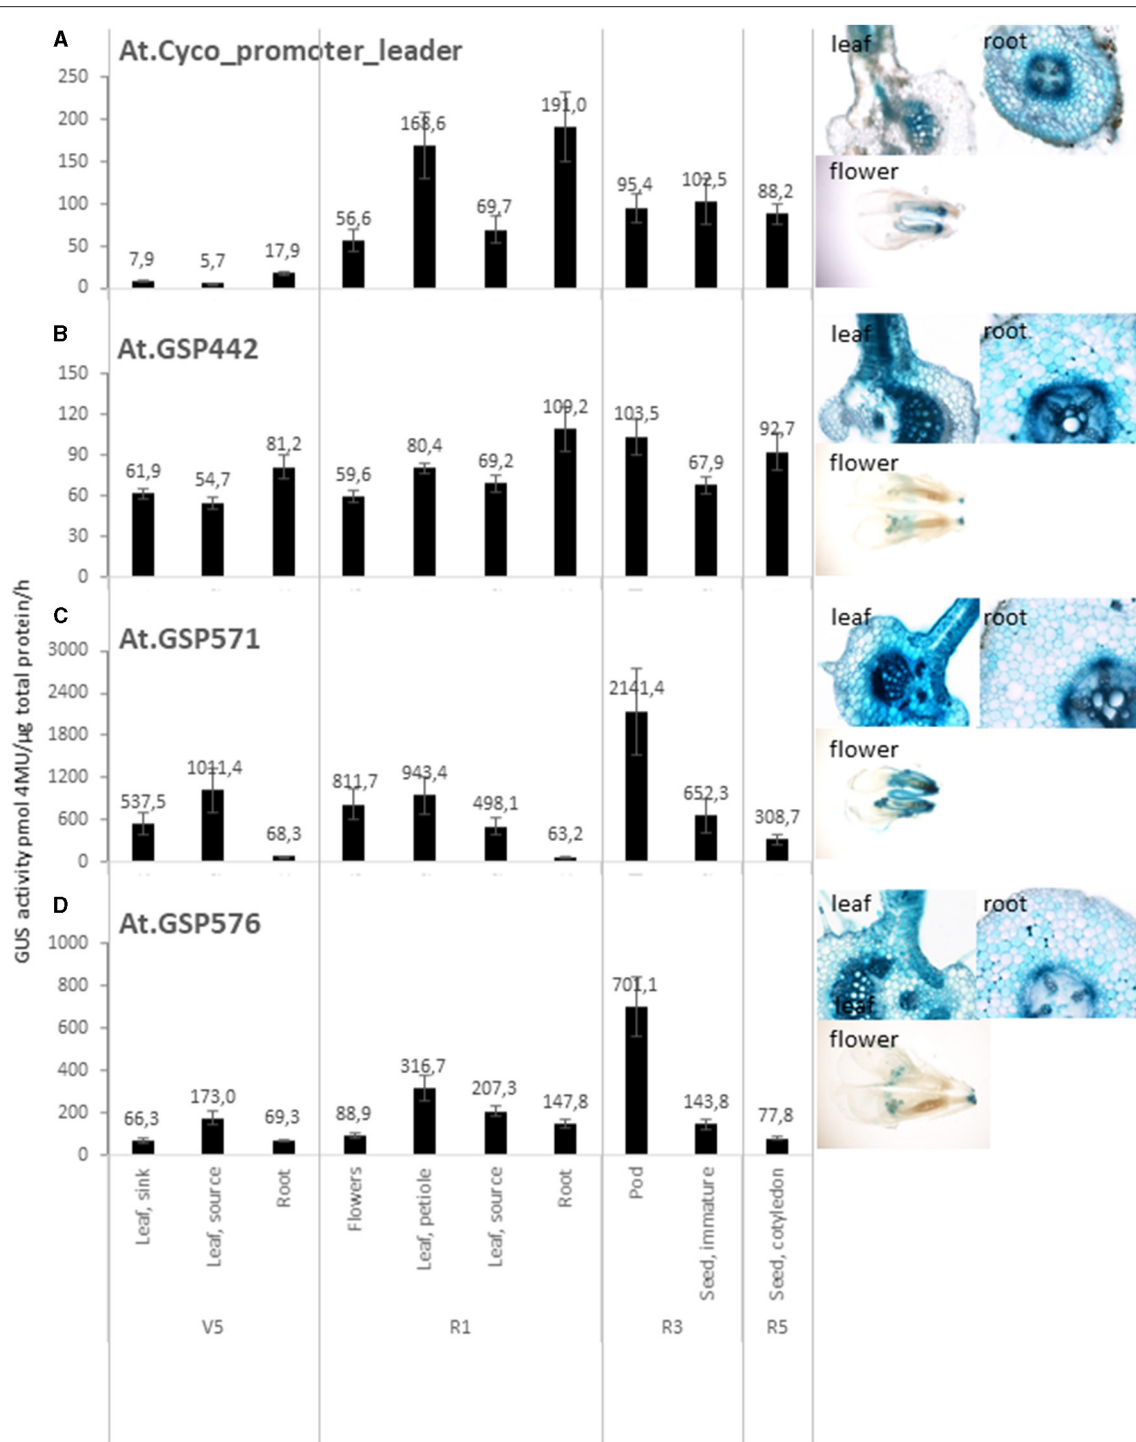 A
At.Cyco_promoter_leader
250
200
150
100
50
0
7,9
5,7
17,9
56,6
168,6
69,7
191,0
95,4
102,5
88,2
leaf
root
flower
B
At.GSP442
150
120
90
60
30
0
61,9
54,7
81,2
59,6
80,4
69,2
109,2
103,5
67,9
92,7
leaf
root
flower
C
At.GSP571
3000
2400
1800
1200
600
0
537,5
1011,4
68,3
811,7
943,4
498,1
63,2
2141,4
652,3
308,7
leaf
root
flower
D
At.GSP576
1000
800
600
400
200
0
66,3
173,0
69,3
88,9
316,7
207,3
147,8
701,1
143,8
77,8
leaf
root
leaf
flower
GUS activity pmol 4MU/µg total protein/h
Leaf, sink
Leaf, source
Root
Flowers
Leaf, petiole
Leaf, source
Root
Pod
Seed, immature
Seed, cotyledon
V5
R1
R3
R5